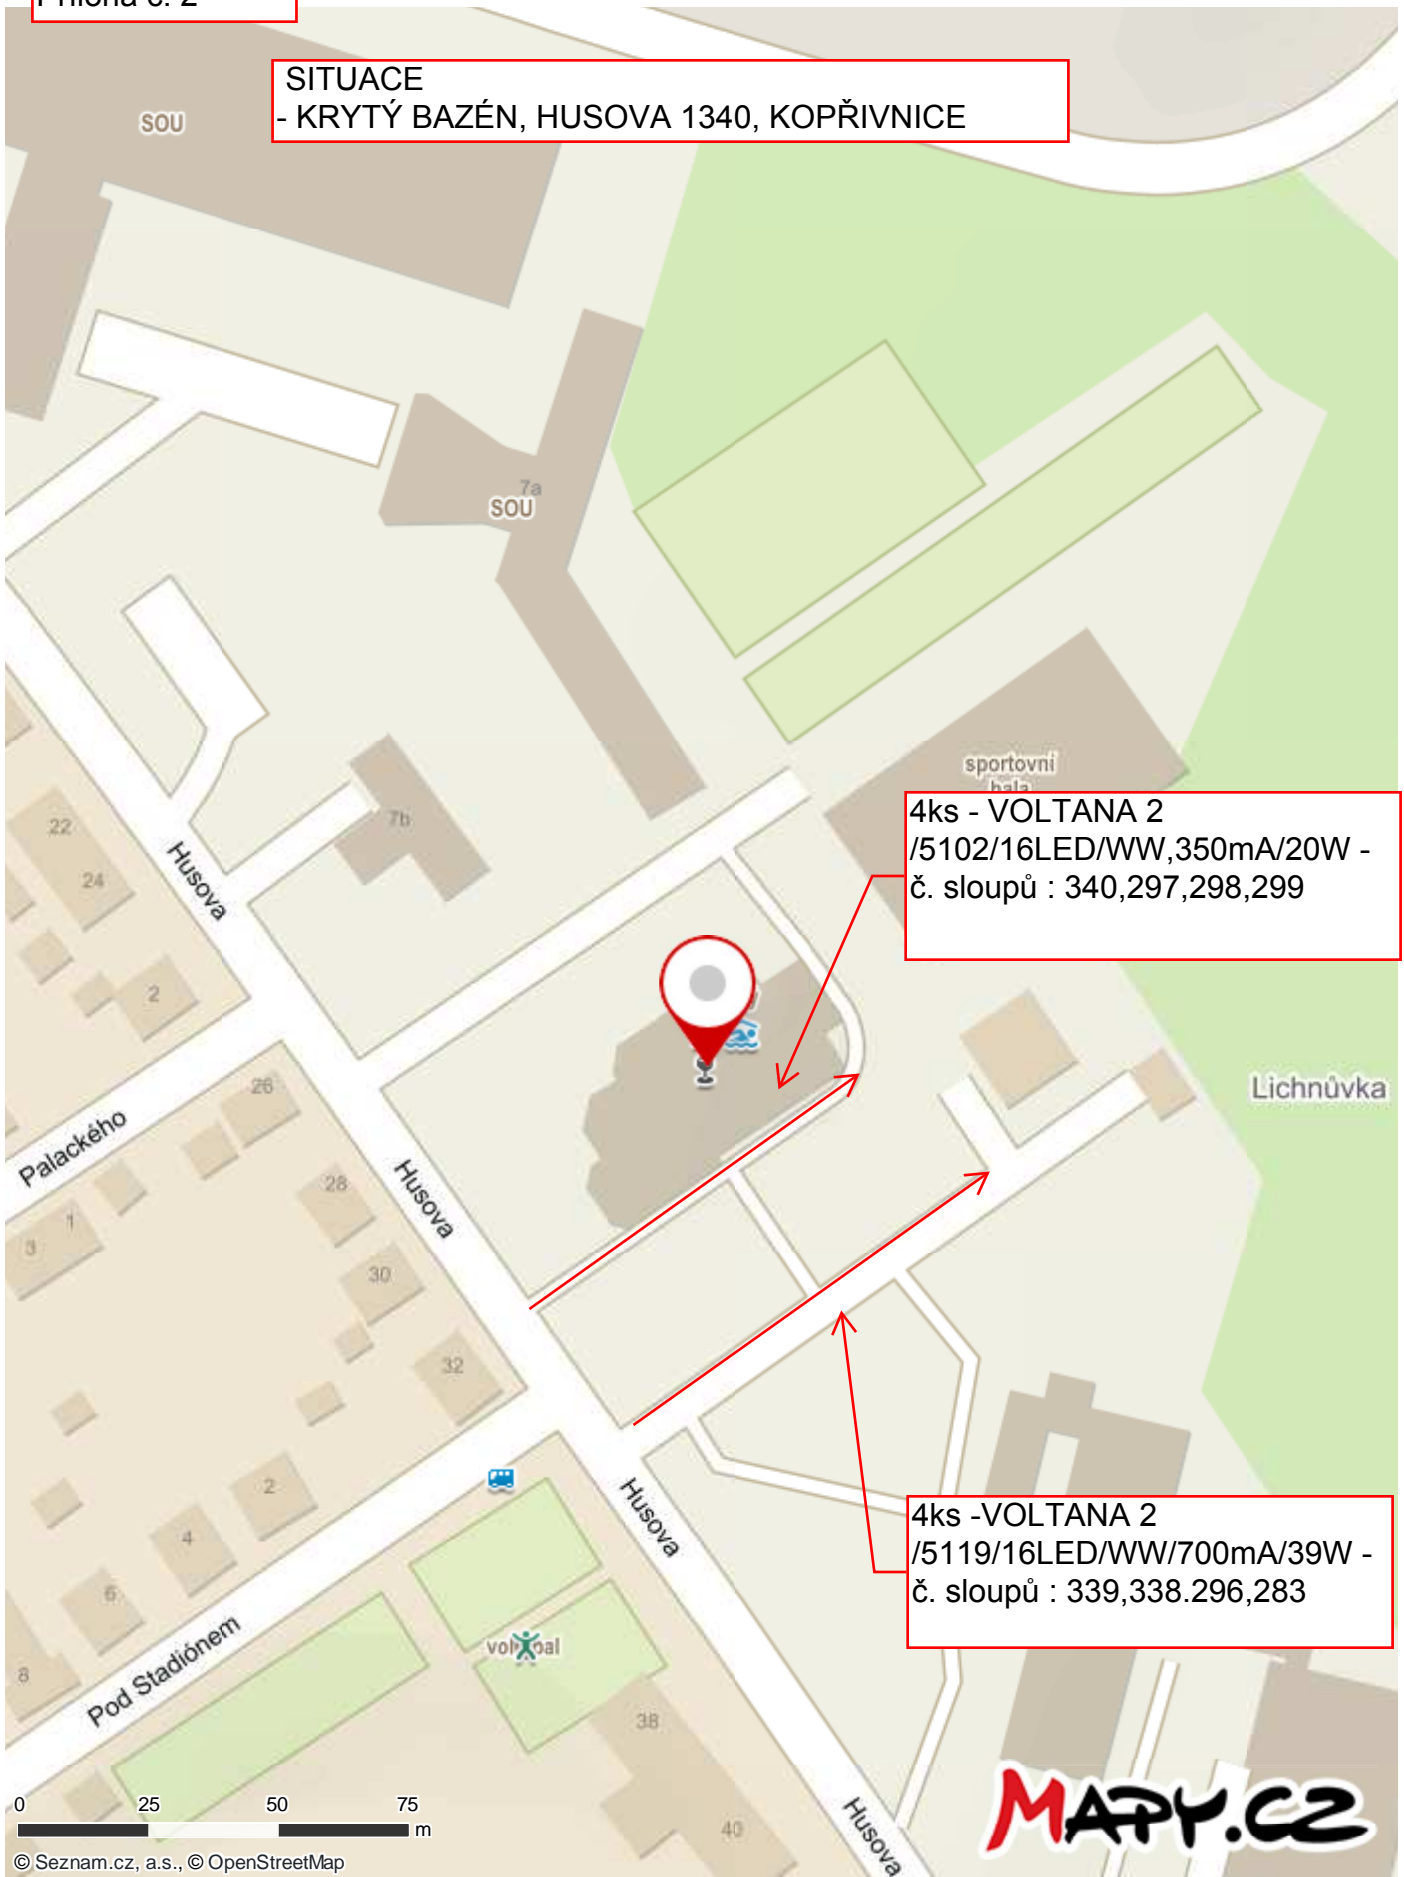 Příloha č. 2
SITUACE
- KRYTÝ BAZÉN, HUSOVA 1340, KOPŘIVNICE
SOU
7a
SOU
sportovní
hala
4ks - VOLTANA 2
/5102/16LED/WW,350mA/20W -
č. sloupů : 340,297,298,299
22
24
7b
Husova
2
Lichnůvka
26
Palackého
28
Husova
1
3
30
32
2
4
6
8
Husova
4ks -VOLTANA 2
/5119/16LED/WW/700mA/39W -
č. sloupů : 339,338.296,283
Pod Stadiónem
38
40
Husova
0 25 50 75
m
MAPY.CZ
© Seznam.cz, a.s., © OpenStreetMap